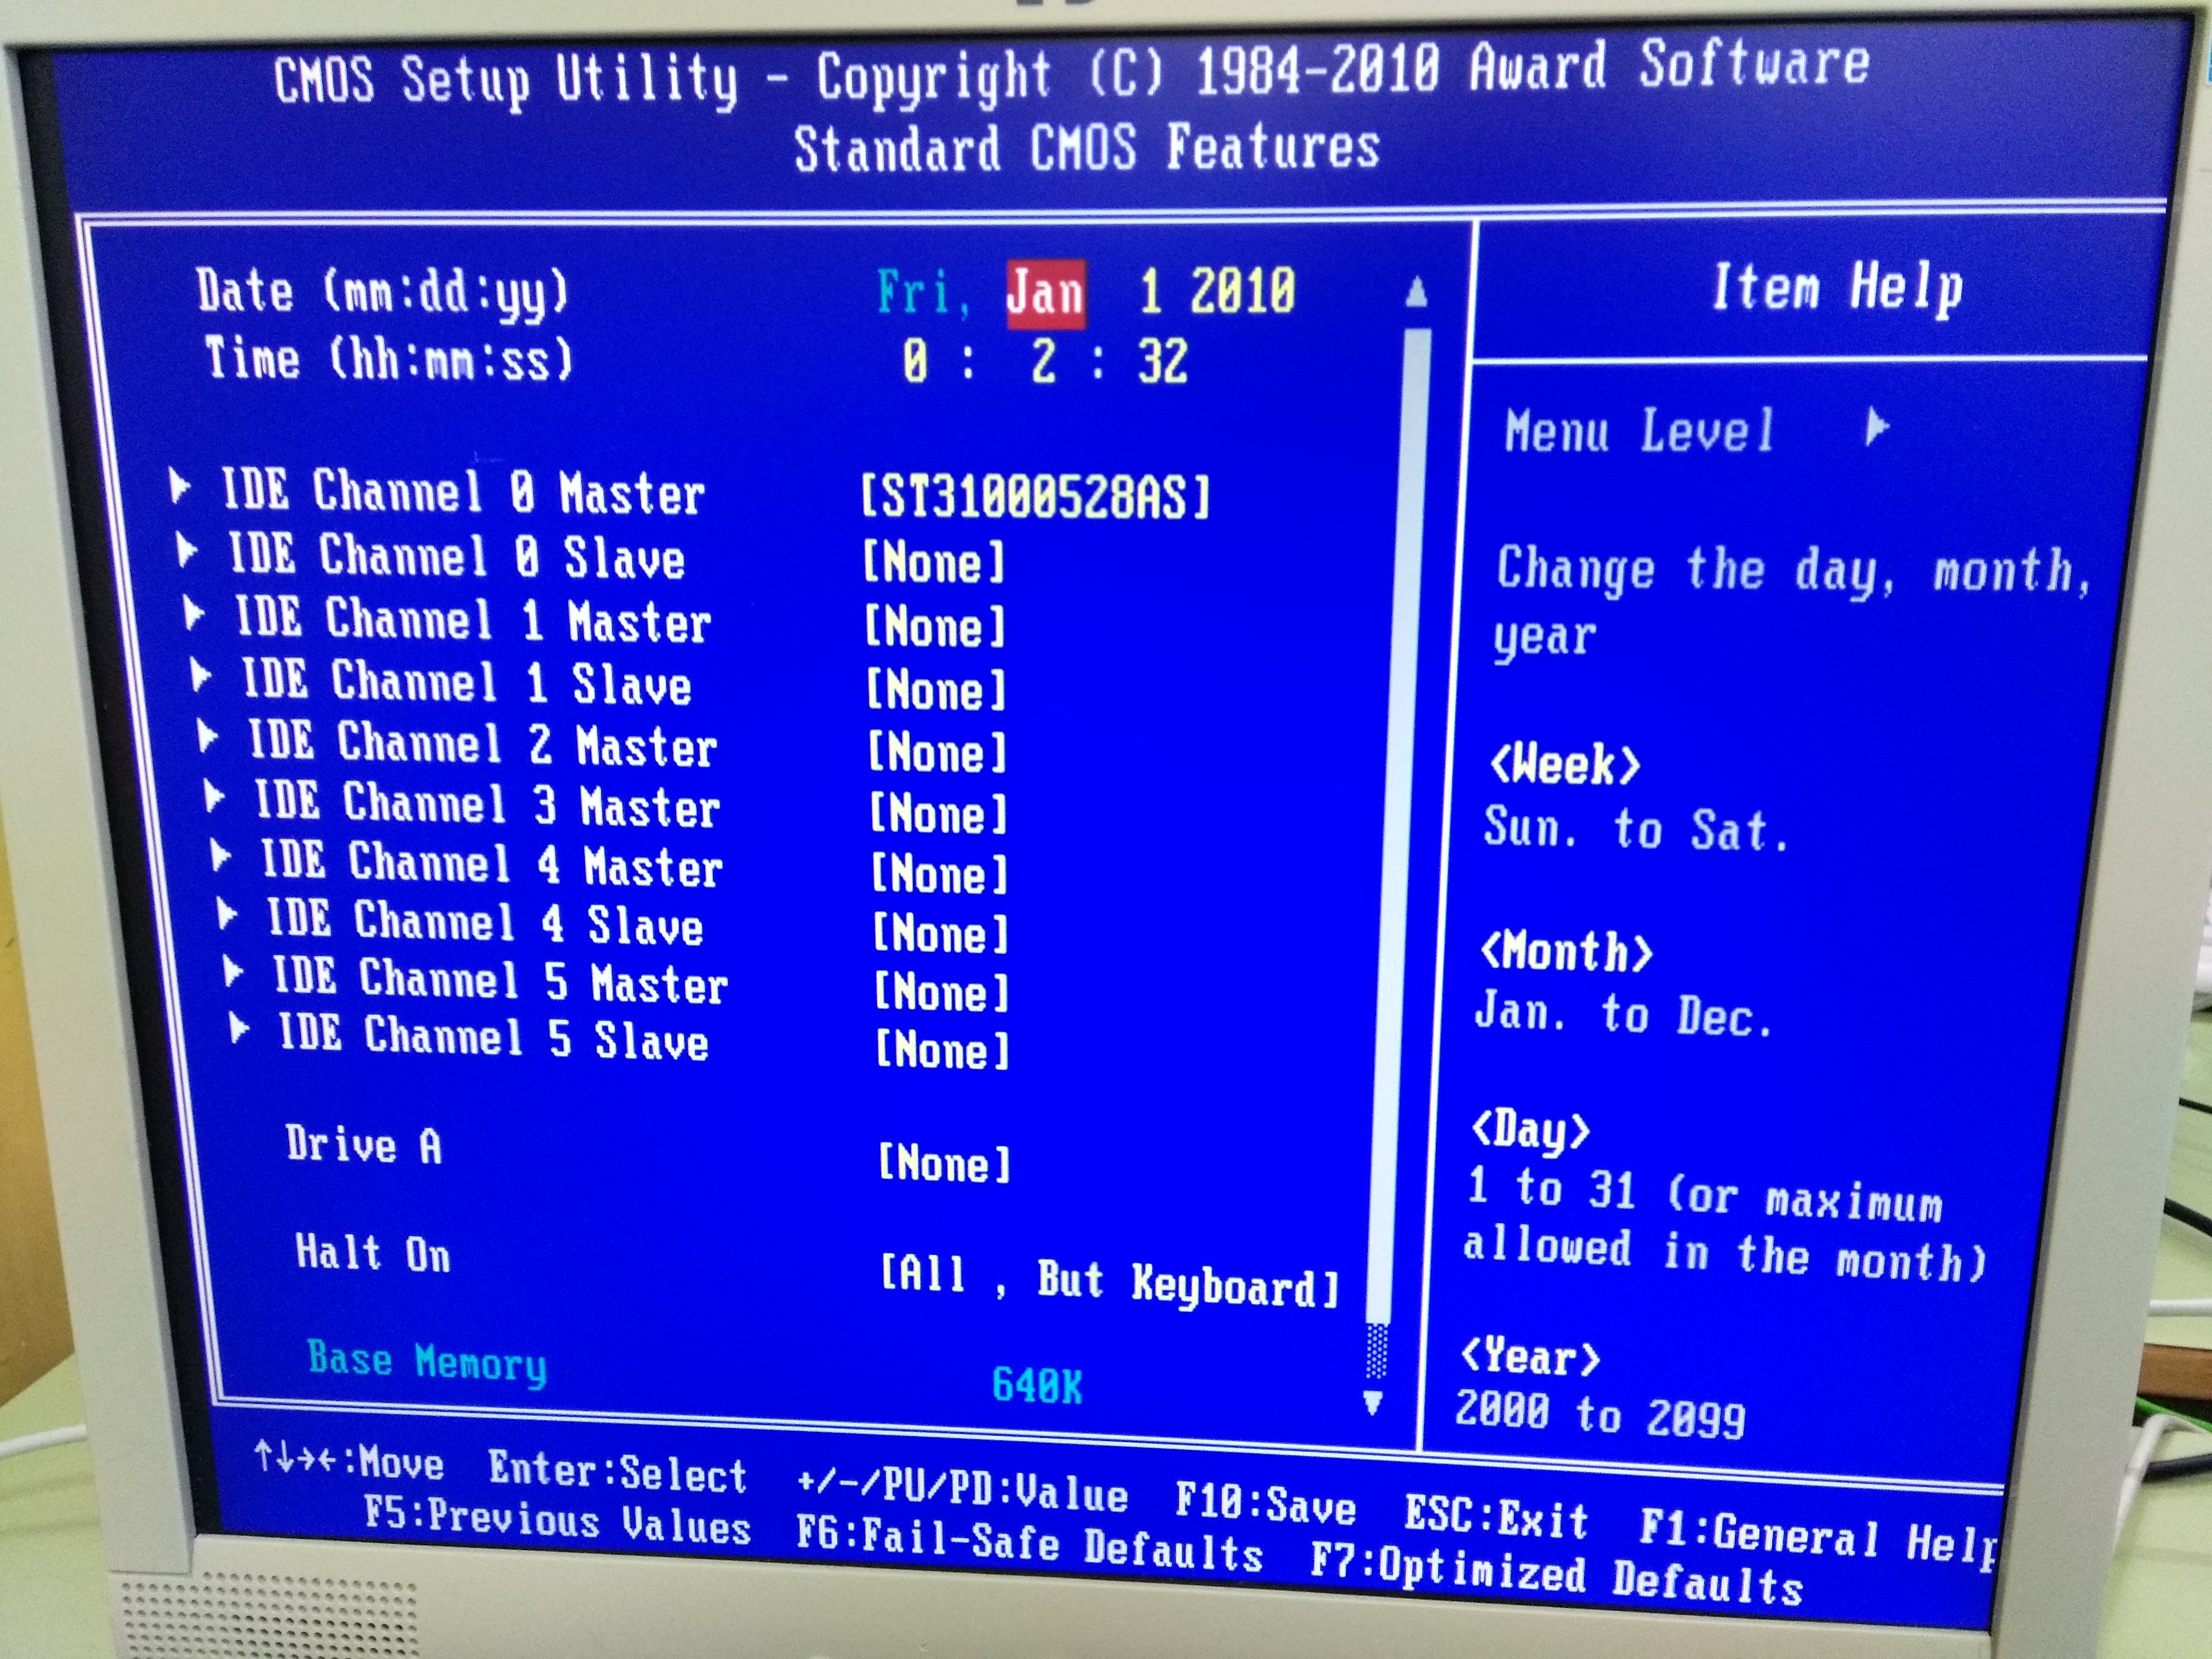 CMOS Setup Utility - Copyright (C) 1984-2010 Award Software
Standard CMOS Features
Date (mm:dd:yy) Fri, Jan 1 2010
Time (hh:mm:ss) 0 : 2 : 32
IDE Channel 0 Master [ST31000528AS]
IDE Channel 0 Slave [None]
IDE Channel 1 Master [None]
IDE Channel 1 Slave [None]
IDE Channel 2 Master [None]
IDE Channel 3 Master [None]
IDE Channel 4 Master [None]
IDE Channel 4 Slave [None]
IDE Channel 5 Master [None]
IDE Channel 5 Slave [None]
Drive A [None]
Halt On [All , But Keyboard]
Base Memory 640K
Item Help
Menu Level
Change the day, month,
year
<Week>
Sun. to Sat.
<Month>
Jan. to Dec.
<Day>
1 to 31 (or maximum
allowed in the month)
<Year>
2000 to 2099
↑↓→←:Move Enter:Select +/-/PU/PD:Value F10:Save ESC:Exit F1:General Help
F5:Previous Values F6:Fail-Safe Defaults F7:Optimized Defaults